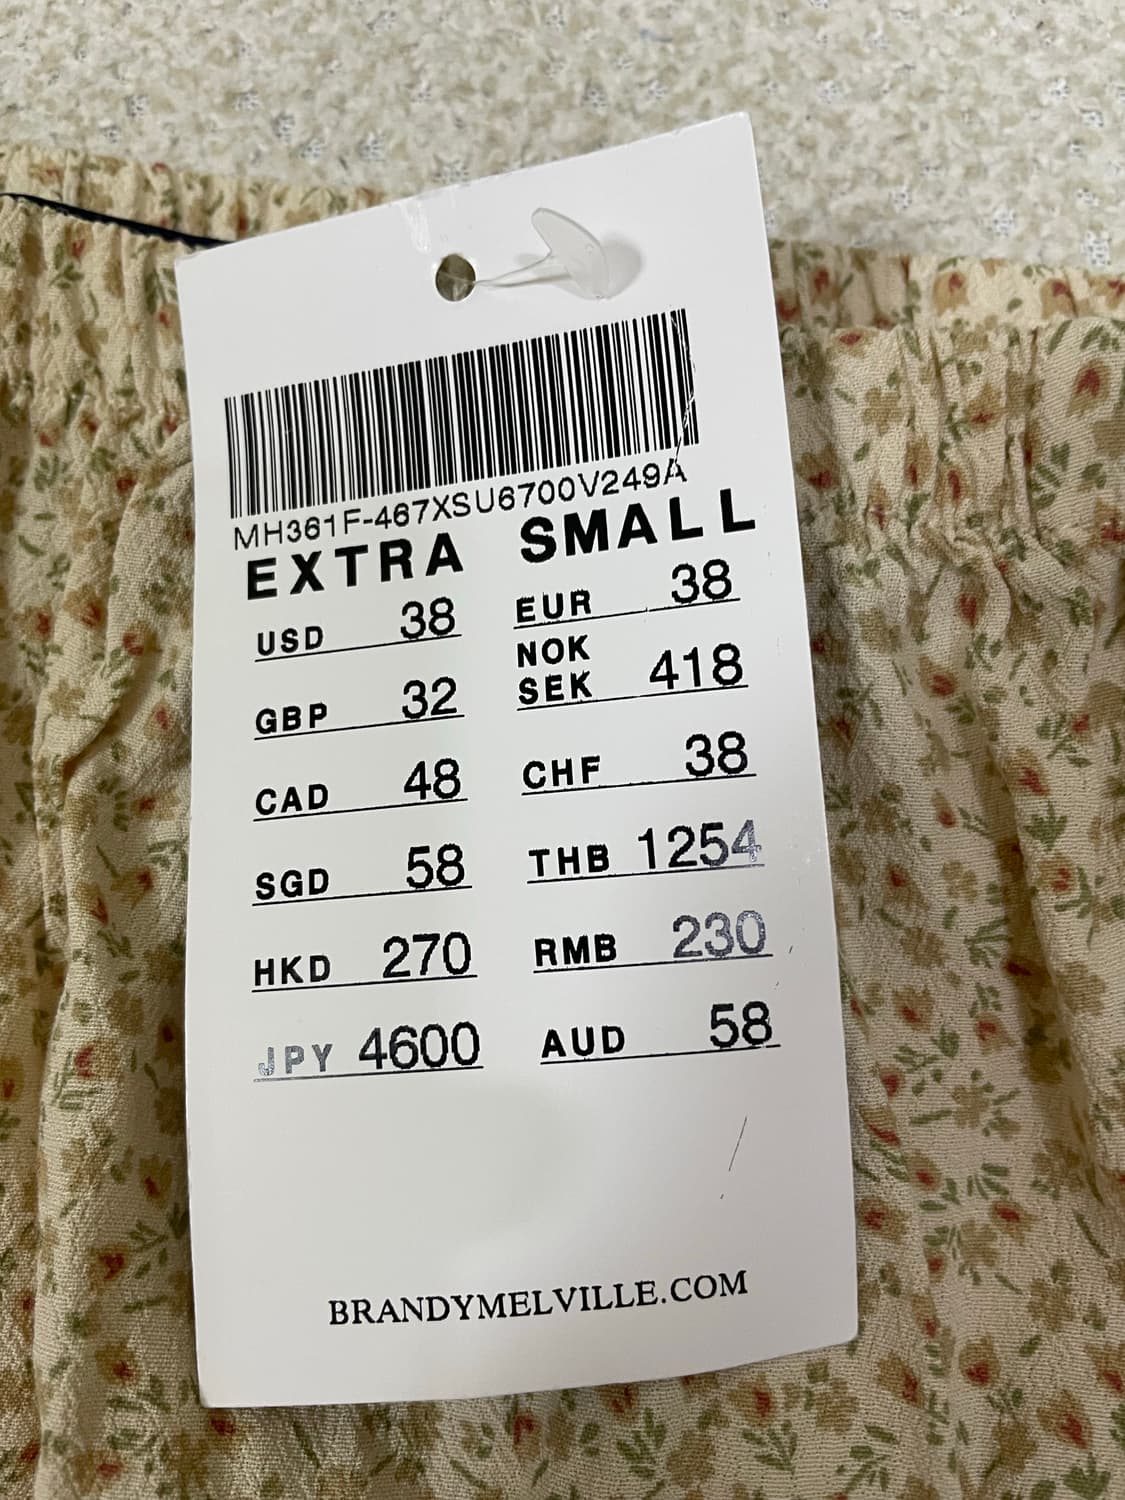 MH361F-467XSU6700V249A
EXTRA SMALL
USD 38 EUR 38
GBP 32 NOK SEK 418
CAD 48 CHF 38
SGD 58 THB 1254
HKD 270 RMB 230
JPY 4600 AUD 58
BRANDYMELVILLE.COM